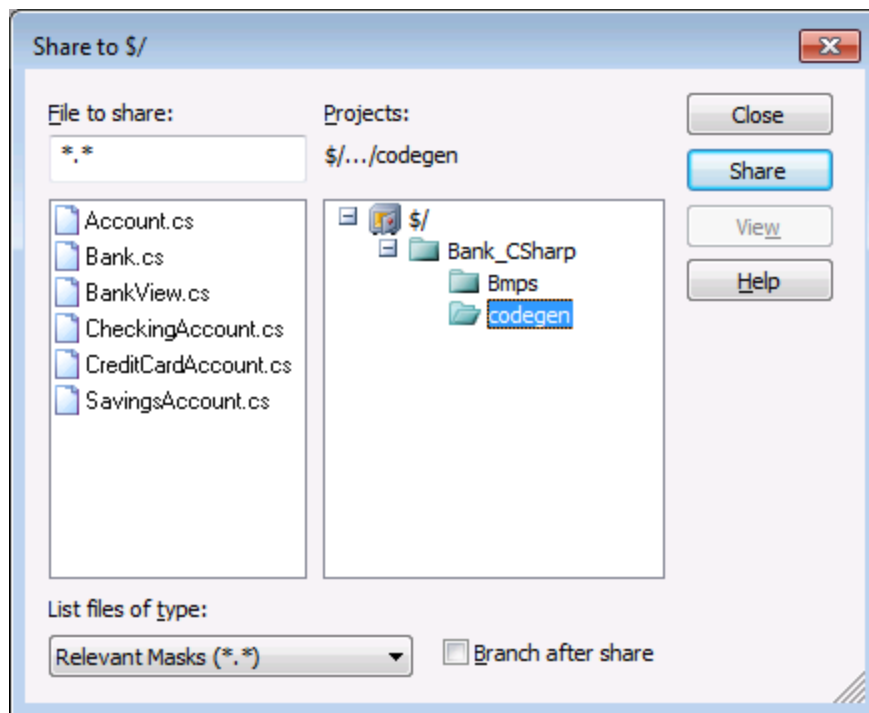 Share to $/
File to share:
Projects:
Close
*.*
$/.../codegen
Share
Account.cs
Bank.cs
BankView.cs
CheckingAccount.cs
CreditCardAccount.cs
SavingsAccount.cs
$/
Bank_CSharp
Bmps
codegen
View
Help
List files of type:
Relevant Masks (*.*)
Branch after share